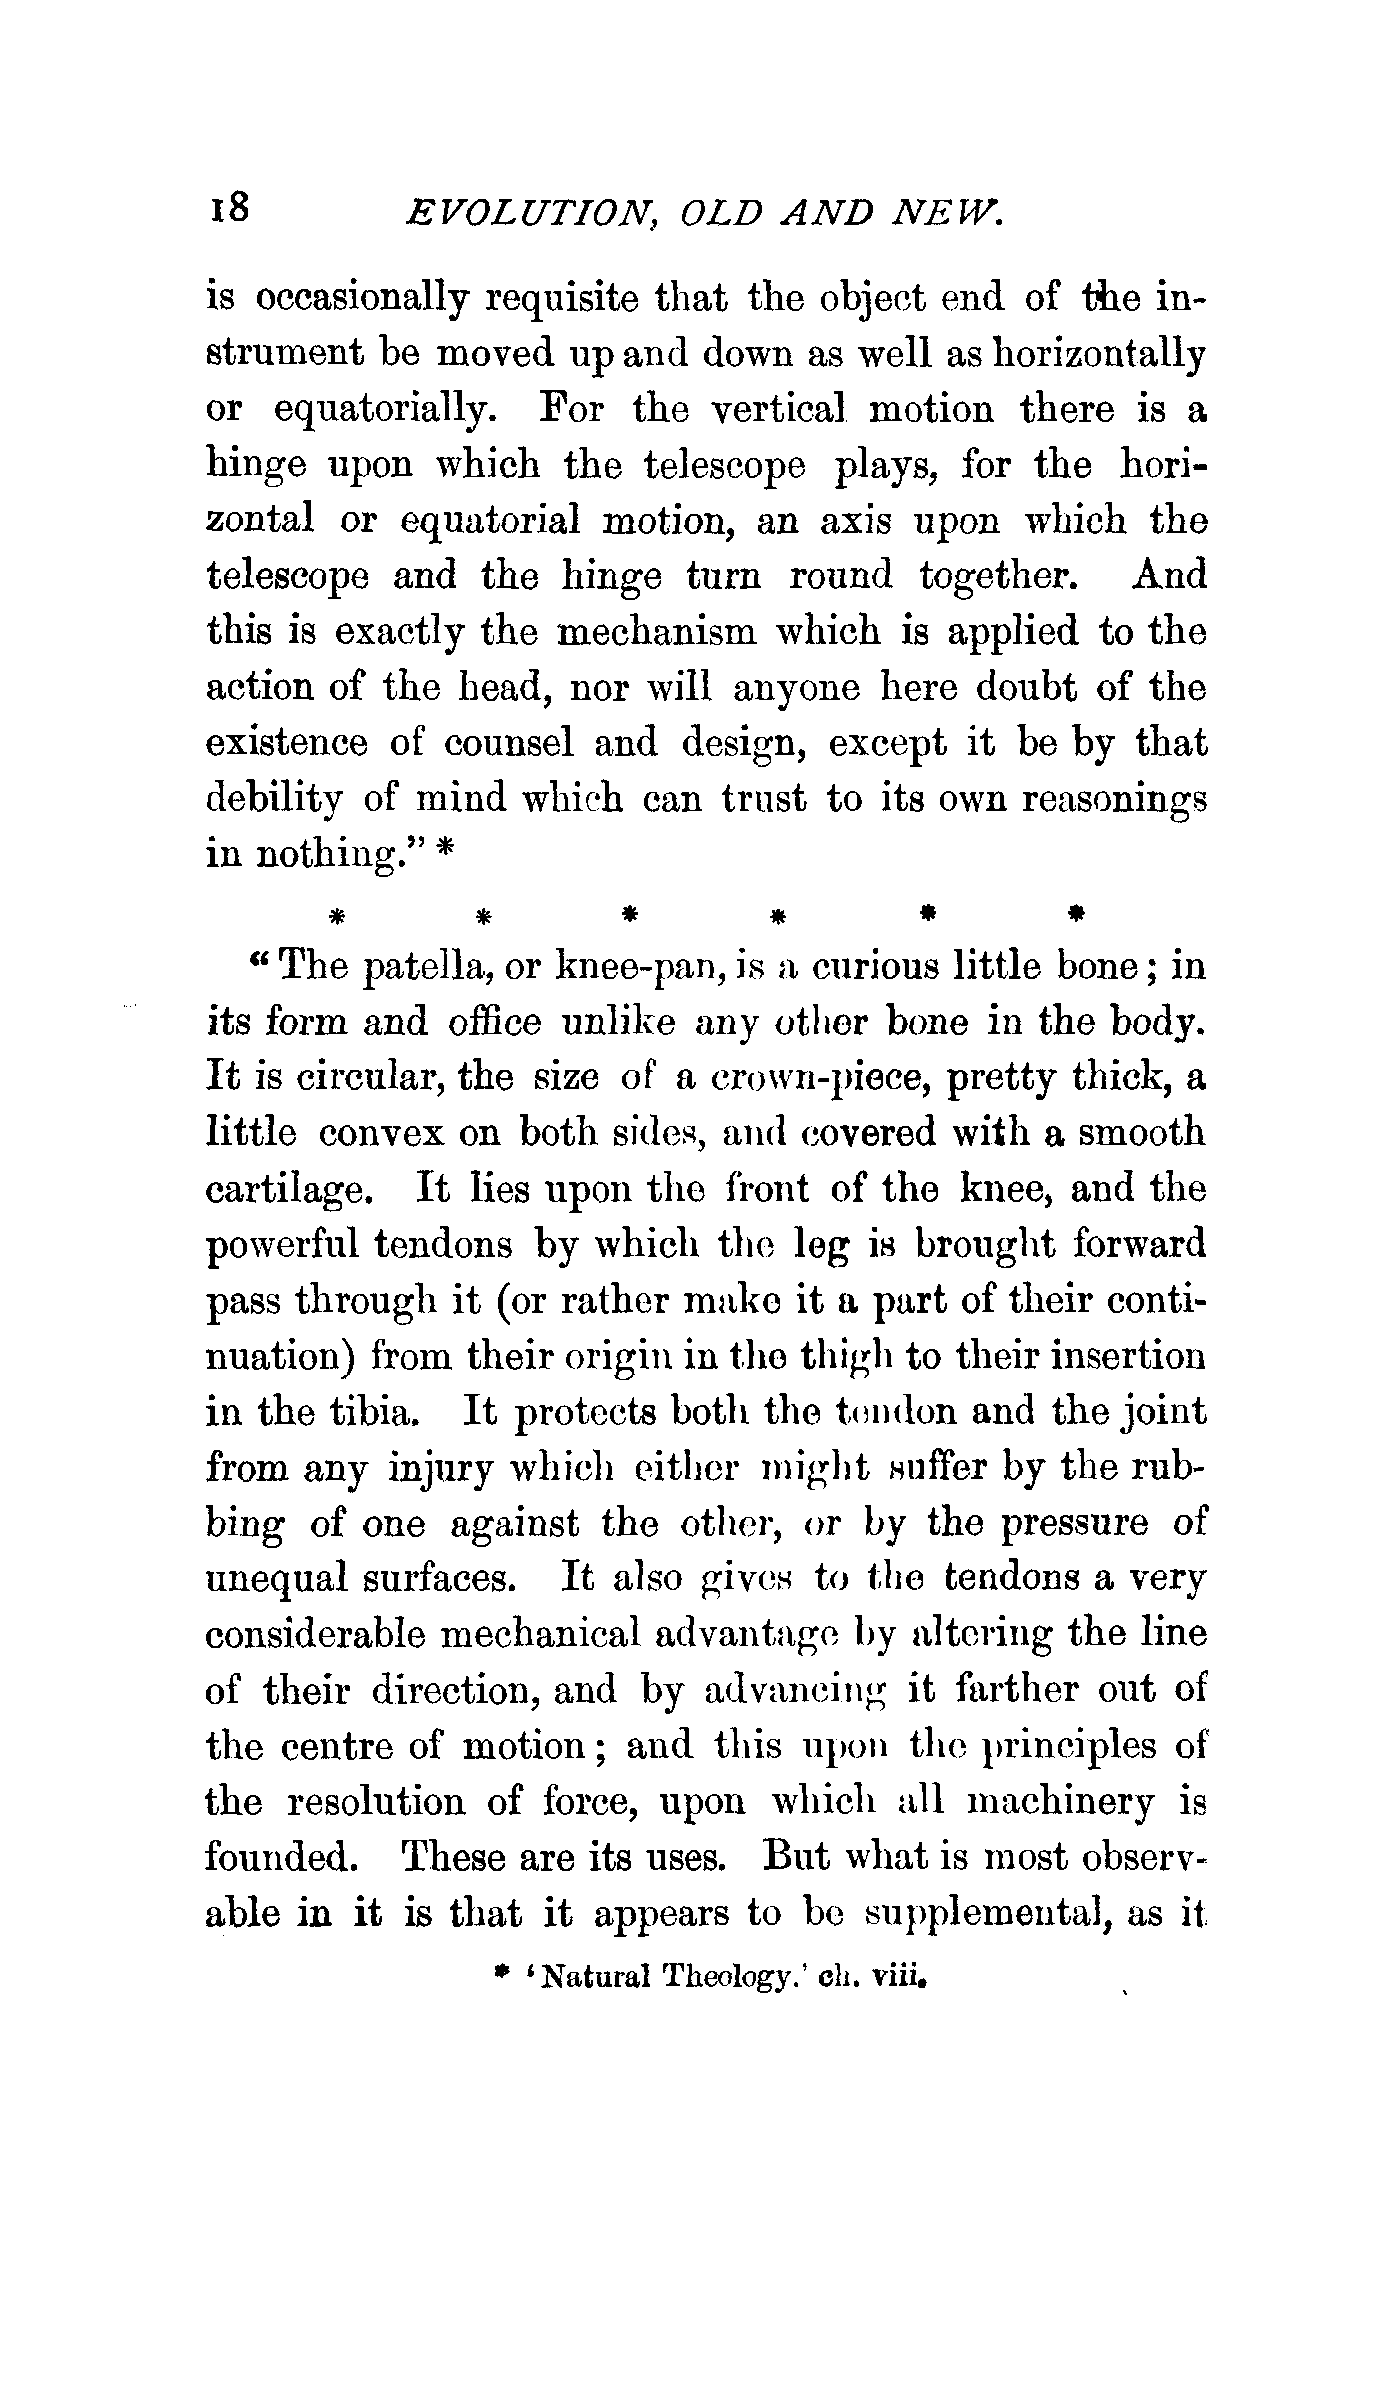 18 EVOLUTION, OLD AND NEW.
is occasionally requisite that the object end of the in-
strument be moved up and down as well as horizontally
or equatorially. For the vertical motion there is a
hinge upon which the telescope plays, for the hori-
zontal or equatorial motion, an axis upon which the
telescope and the hinge turn round together. And
this is exactly the mechanism which is applied to the
action of the head, nor will anyone here doubt of the
existence of counsel and design, except it be by that
debility of mind which can trust to its own reasonings
in nothing.” *
* * * * * *
“The patella, or knee-pan, is a curious little bone; in
its form and office unlike any other bone in the body.
It is circular, the size of a crown-piece, pretty thick, a
little convex on both sides, and covered with a smooth
cartilage. It lies upon the front of the knee, and the
powerful tendons by which the leg is brought forward
pass through it (or rather make it a part of their conti-
nuation) from their origin in the thigh to their insertion
in the tibia. It protects both the tendon and the joint
from any injury which either might suffer by the rub-
bing of one against the other, or by the pressure of
unequal surfaces. It also gives to the tendons a very
considerable mechanical advantage by altering the line
of their direction, and by advancing it farther out of
the centre of motion; and this upon the principles of
the resolution of force, upon which all machinery is
founded. These are its uses. But what is most observ-
able in it is that it appears to be supplemental, as it
* ‘Natural Theology.’ ch. viii.